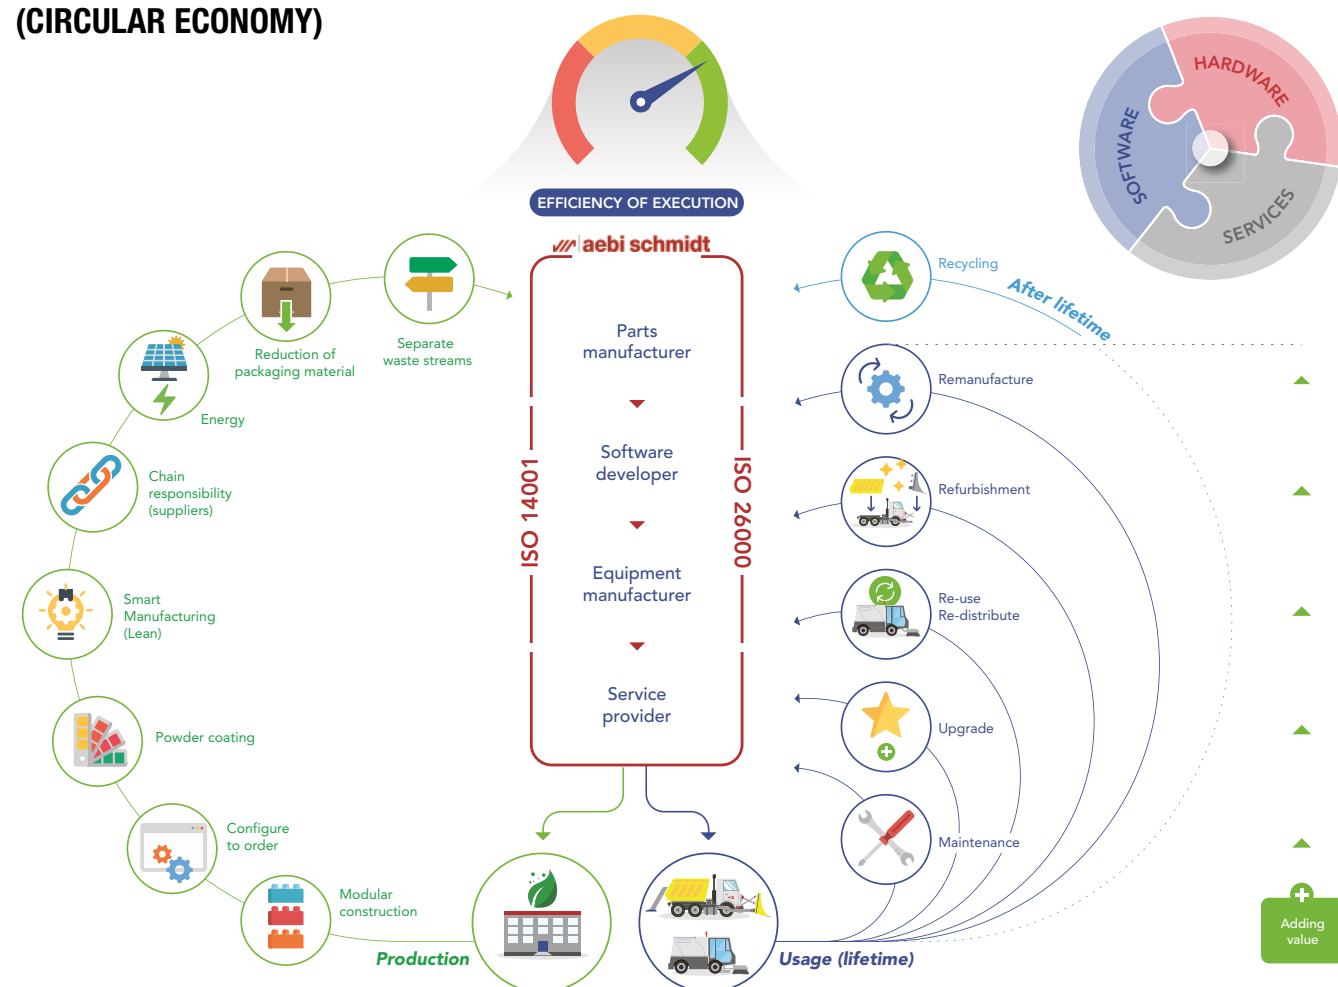 (CIRCULAR ECONOMY)
HARDWARE
SOFTWARE
SERVICES
EFFICIENCY OF EXECUTION
aebi schmidt
Separate
waste streams
Reduction of
packaging material
Energy
Chain
responsibility
(suppliers)
Smart
Manufacturing
(Lean)
Powder coating
Configure
to order
Modular
construction
Production
ISO 14001
Parts
manufacturer
Software
developer
Equipment
manufacturer
Service
provider
ISO 26000
Recycling
After lifetime
Remanufacture
Refurbishment
Re-use
Re-distribute
Upgrade
Maintenance
Usage (lifetime)
Adding
value